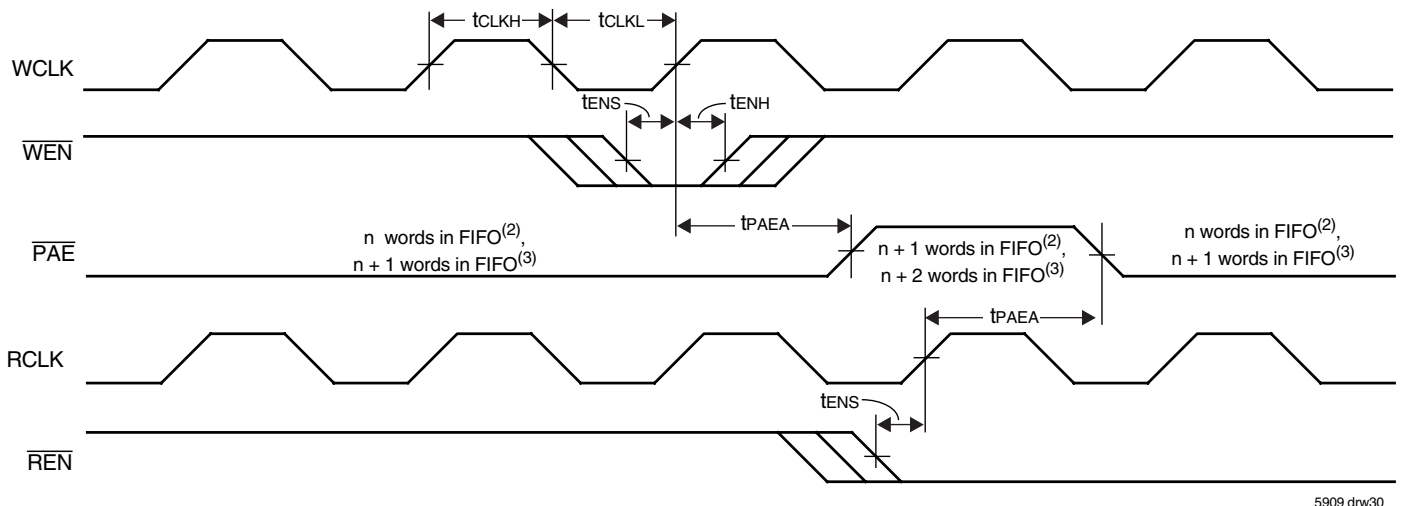 tCLKH
tCLKL
WCLK
tENS
tENH
WEN
tPAEA
PAE
n words in FIFO(2),
n + 1 words in FIFO(3)
n + 1 words in FIFO(2),
n + 2 words in FIFO(3)
n words in FIFO(2),
n + 1 words in FIFO(3)
tPAEA
RCLK
tENS
REN
5909 drw30